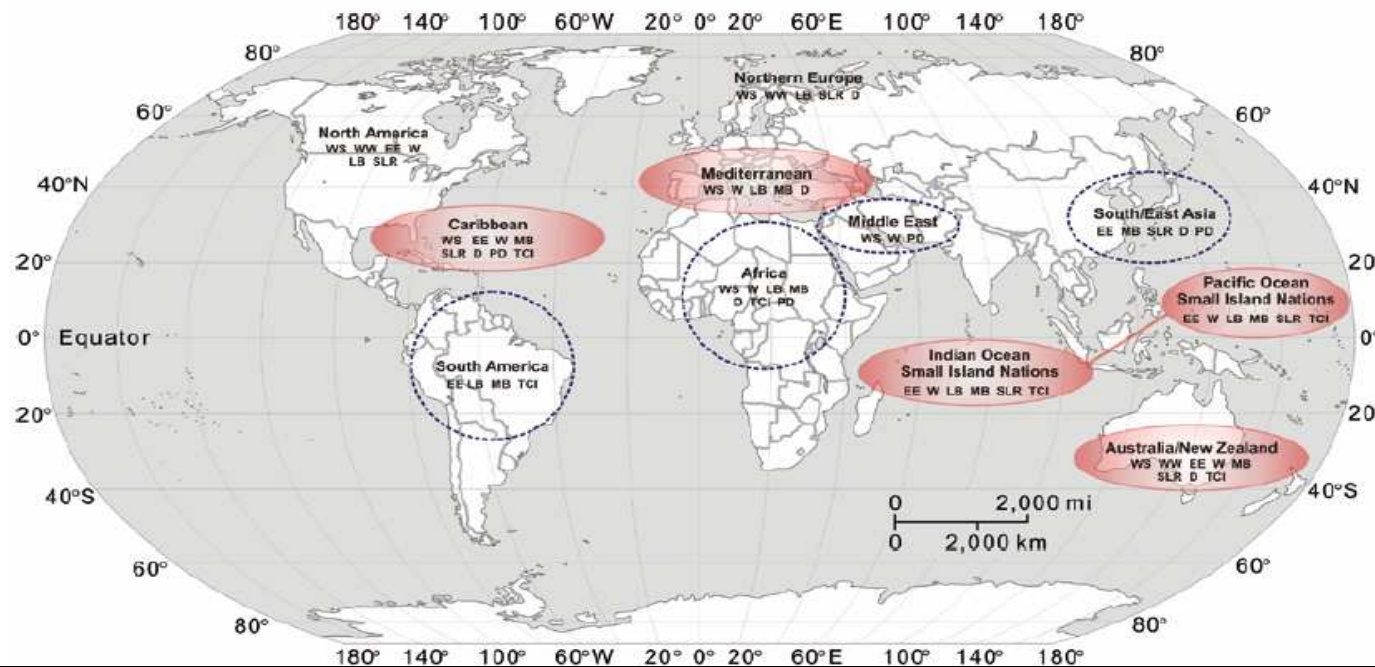 180° 140° 100° 60°W 20° 0° 20° 60°E 100° 140° 180°
80° 80°
60° 60°
Northern Europe
WS WW LB SLR D
North America
WS WW EE W
LB SLR
40°N 40°N
Mediterranean
WS W LB MB D
Caribbean
WS EE W MB
SLR D PD TCI
Middle East
WS W PD
South/East Asia
EE MB SLR D PD
20° 20
Africa
WS W LB MB
D TCI PD
Pacific Ocean
Small Island Nations
EE W LB MB SLR TCI
Equator 0° 0°
South America
EE LB MB TCI
Indian Ocean
Small Island Nations
EE W LB MB SLR TCI
20° 20
Australia/New Zealand
WS WW EE W MB
SLR D TCI
40°S 40°S
0 2,000 mi
0 2,000 km
60° 60°
80° 80°
180° 140° 100° 60°W 20° 0° 20° 60°E 100° 140° 180°